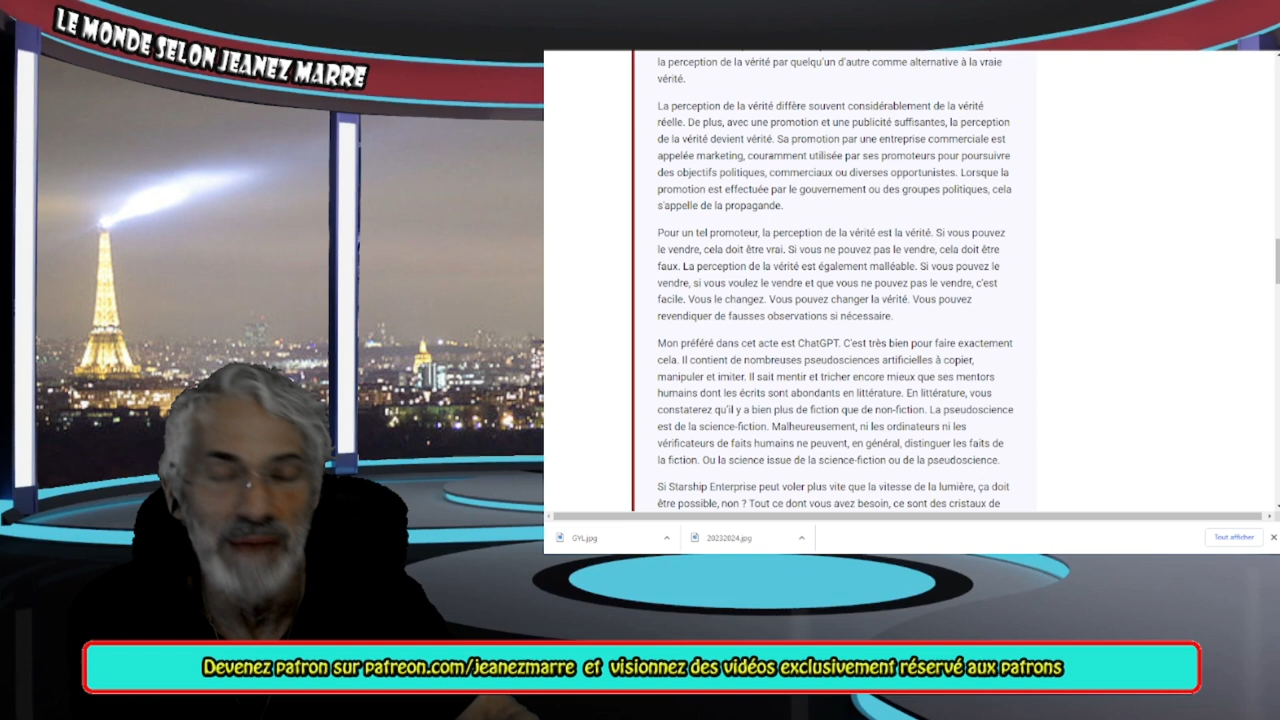 LE MONDE SELON JEANEZ MARRE
la perception de la vérité par quelqu'un d'autre comme alternative à la vraie
vérité.
La perception de la vérité diffère souvent considérablement de la vérité
réelle. De plus, avec une promotion et une publicité suffisantes, la perception
de la vérité devient vérité. Sa promotion par une entreprise commerciale est
appelée marketing, couramment utilisée par ses promoteurs pour poursuivre
des objectifs politiques, commerciaux ou diverses opportunistes. Lorsque la
promotion est effectuée par le gouvernement ou des groupes politiques, cela
s'appelle de la propagande.
Pour un tel promoteur, la perception de la vérité est la vérité. Si vous pouvez
le vendre, cela doit être vrai. Si vous ne pouvez pas le vendre, cela doit être
faux. La perception de la vérité est également malléable. Si vous pouvez le
vendre, si vous voulez le vendre et que vous ne pouvez pas le vendre, c'est
facile. Vous le changez. Vous pouvez changer la vérité. Vous pouvez
revendiquer de fausses observations si nécessaire.
Mon préféré dans cet acte est ChatGPT. C'est très bien pour faire exactement
cela. Il contient de nombreuses pseudosciences artificielles à copier,
manipuler et imiter. Il sait mentir et tricher encore mieux que ses mentors
humains dont les écrits sont abondants en littérature. En littérature, vous
constaterez qu'il y a bien plus de fiction que de non-fiction. La pseudoscience
est de la science-fiction. Malheureusement, ni les ordinateurs ni les
vérificateurs de faits humains ne peuvent, en général, distinguer les faits de
la fiction. Ou la science issue de la science-fiction ou de la pseudoscience.
Si Starship Enterprise peut voler plus vite que la vitesse de la lumière, ça doit
être possible, non ? Tout ce dont vous avez besoin, ce sont des cristaux de
GYL.jpg
20232024.jpg
Tout afficher
Devenez patron sur patreon.com/jeanezmarre et visionnez des vidéos exclusivement réservé aux patrons